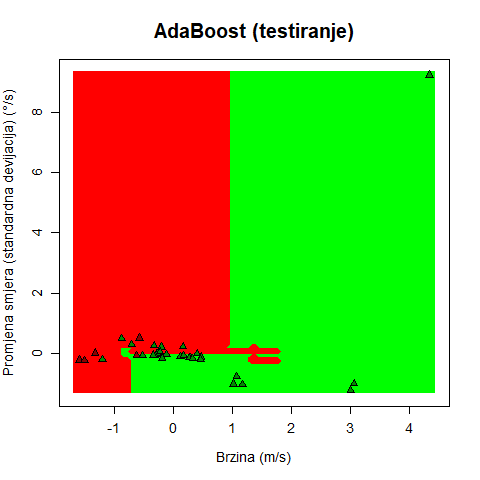 AdaBoost (testiranje)
Promjena smjera (standardna devijacija) (°/s)
8
6
4
2
0
-1 0 1 2 3 4
Brzina (m/s)